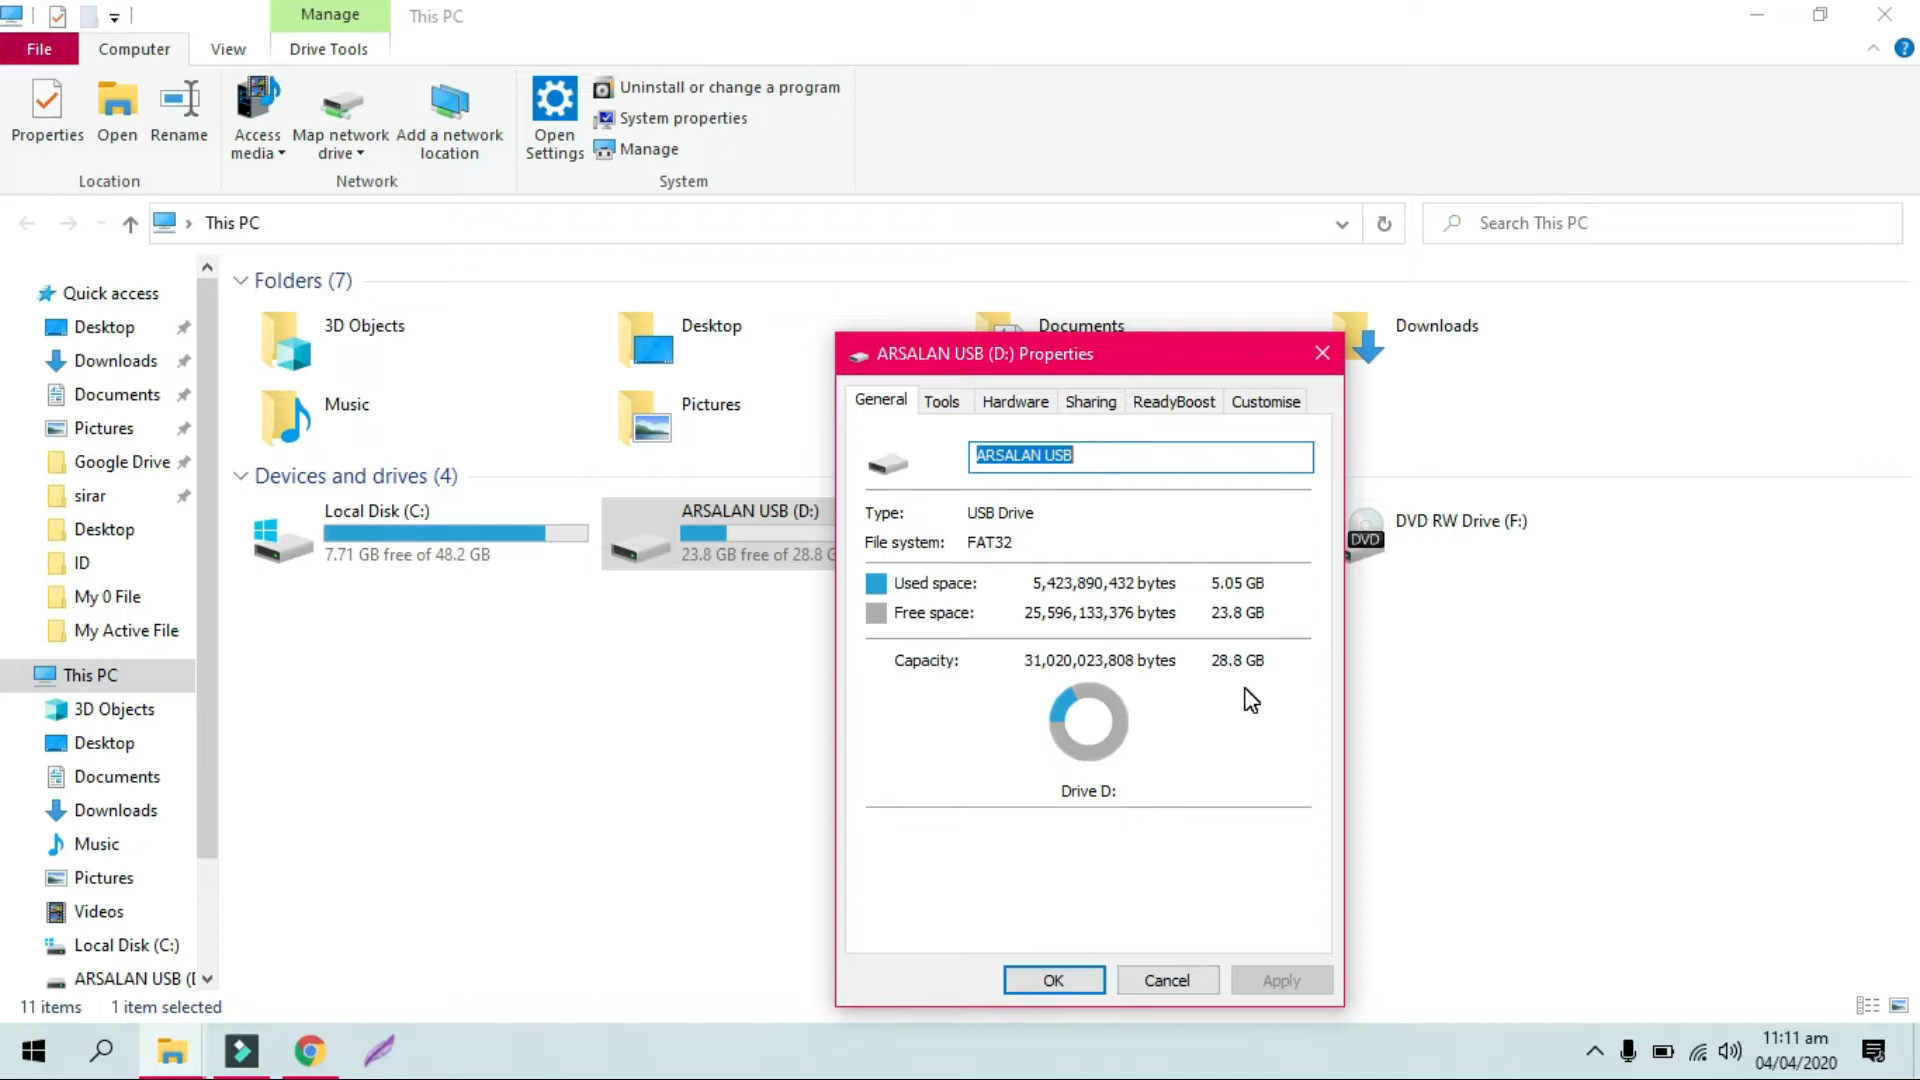 Manage
This PC
File
Computer
View
Drive Tools
Properties
Open
Rename
Access media
Map network drive
Add a network location
Open Settings
Uninstall or change a program
System properties
Manage
Location
Network
System
This PC
Search This PC
Quick access
Desktop
Downloads
Documents
Pictures
Google Drive
sirar
Desktop
ID
My 0 File
My Active File
This PC
3D Objects
Desktop
Documents
Downloads
Music
Pictures
Videos
Local Disk (C:)
ARSALAN USB (D
Folders (7)
3D Objects
Desktop
Documents
Downloads
Music
Pictures
Devices and drives (4)
Local Disk (C:)
7.71 GB free of 48.2 GB
ARSALAN USB (D:)
23.8 GB free of 28.8 G
DVD
DVD RW Drive (F:)
ARSALAN USB (D:) Properties
General
Tools
Hardware
Sharing
ReadyBoost
Customise
ARSALAN USB
Type: USB Drive
File system: FAT32
Used space: 5,423,890,432 bytes 5.05 GB
Free space: 25,596,133,376 bytes 23.8 GB
Capacity: 31,020,023,808 bytes 28.8 GB
Drive D:
OK
Cancel
Apply
11 items
1 item selected
11:11 am
04/04/2020